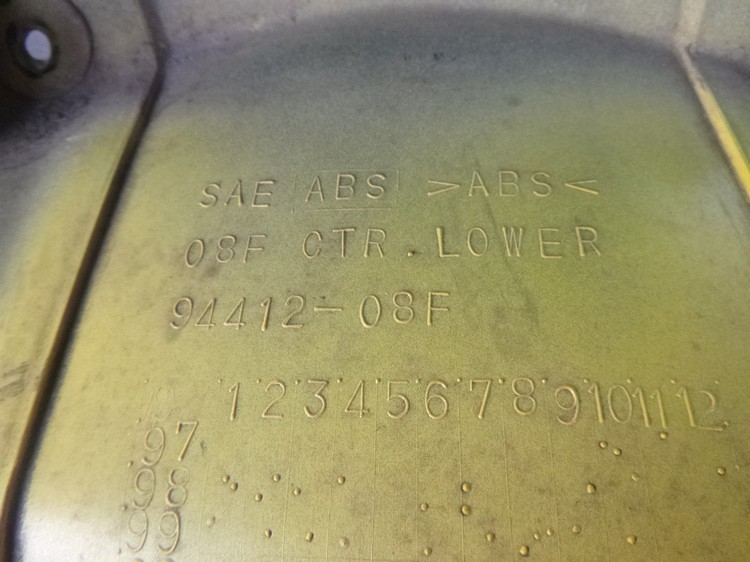 SAE ABS >ABS<
08F CTR. LOWER
94412-08F
1 2 3 4 5 6 7 8 9 10 11 12
97
98
99